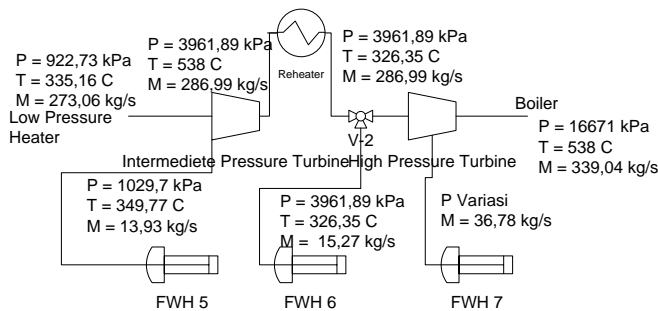 P = 922,73 kPa
T = 335,16 C
M = 273,06 kg/s
Low Pressure
Heater
P = 3961,89 kPa
T = 538 C
M = 286,99 kg/s
Reheater
P = 3961,89 kPa
T = 326,35 C
M = 286,99 kg/s
V-2
Boiler
P = 16671 kPa
T = 538 C
M = 339,04 kg/s
Intermediete Pressure Turbine
High Pressure Turbine
P = 1029,7 kPa
T = 349,77 C
M = 13,93 kg/s
P = 3961,89 kPa
T = 326,35 C
M = 15,27 kg/s
P Variasi
M = 36,78 kg/s
FWH 5
FWH 6
FWH 7